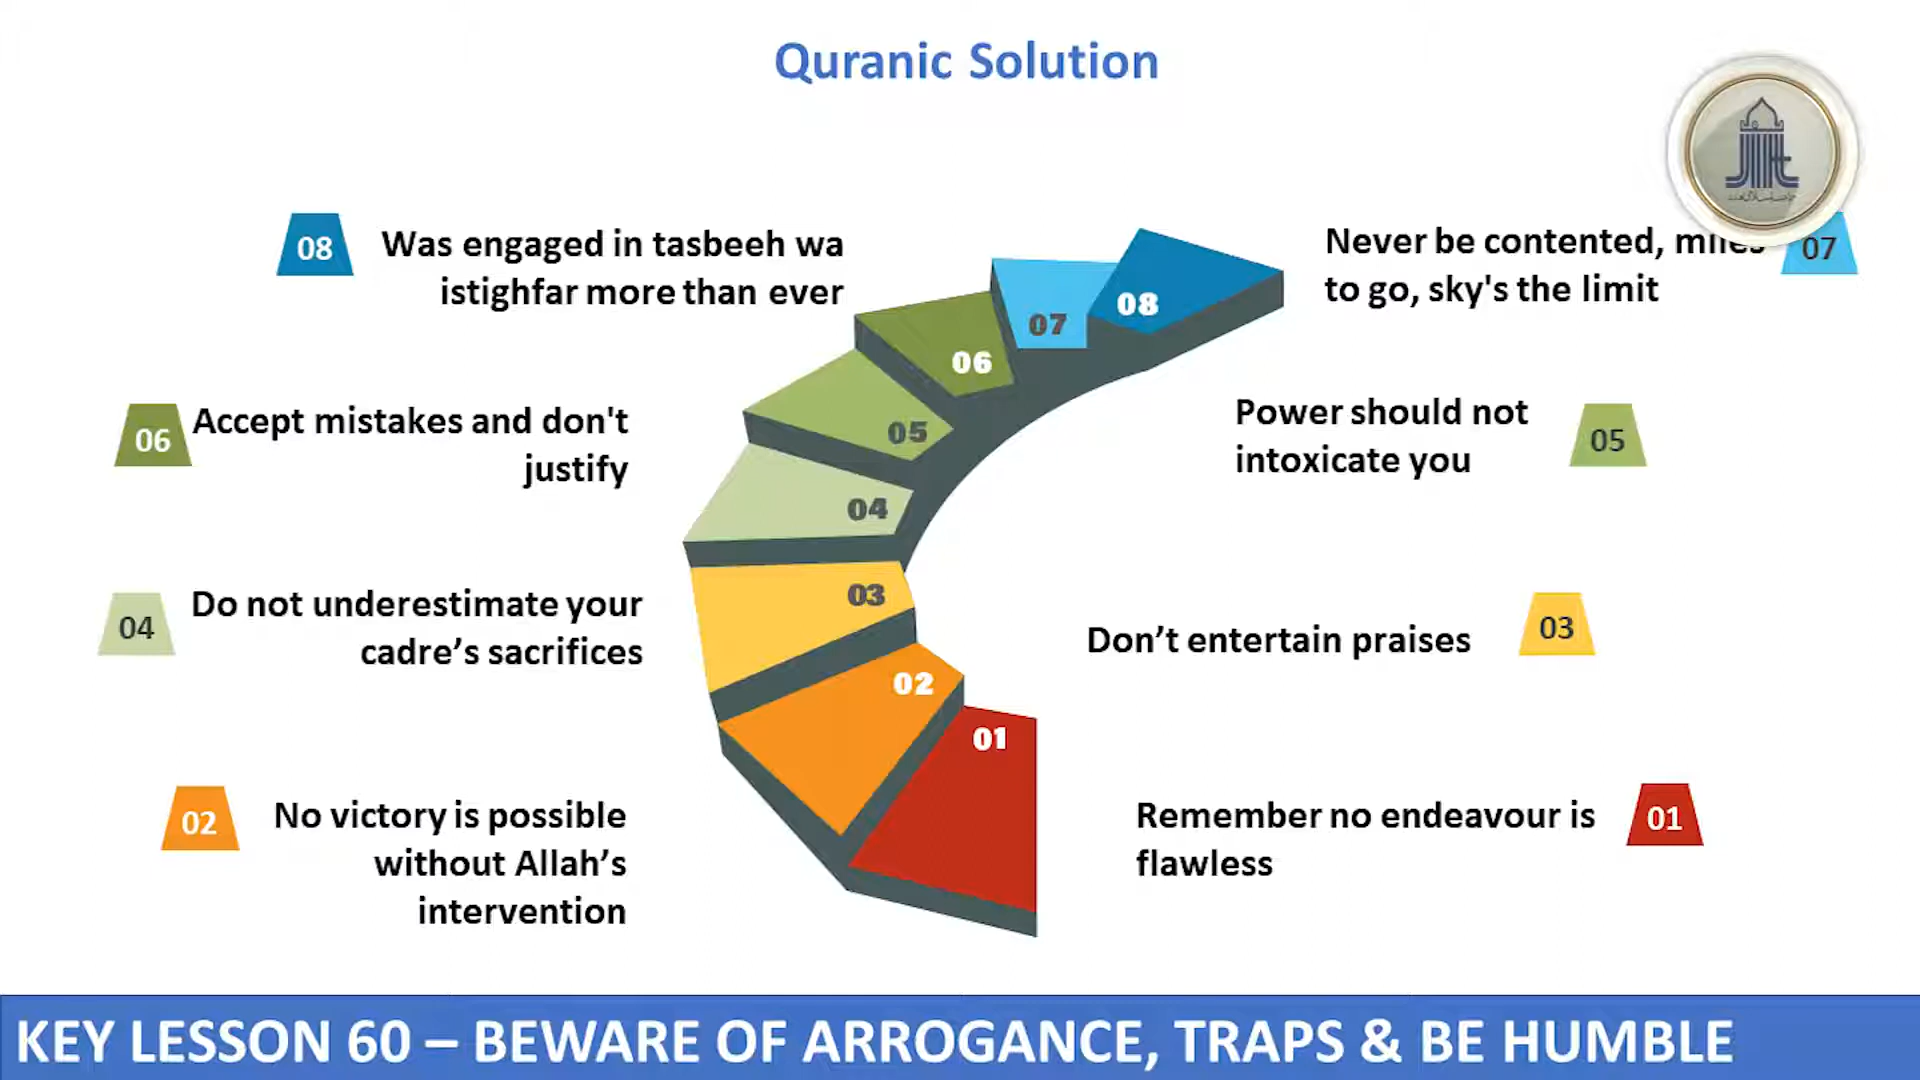 Quranic Solution
08
Was engaged in tasbeeh wa
istighfar more than ever
Never be contented, miles
to go, sky's the limit
07
06
Accept mistakes and don't
justify
Power should not
intoxicate you
05
04
Do not underestimate your
cadre’s sacrifices
Don’t entertain praises
03
02
No victory is possible
without Allah’s
intervention
Remember no endeavour is
flawless
01
08
07
06
05
04
03
02
01
KEY LESSON 60 – BEWARE OF ARROGANCE, TRAPS & BE HUMBLE